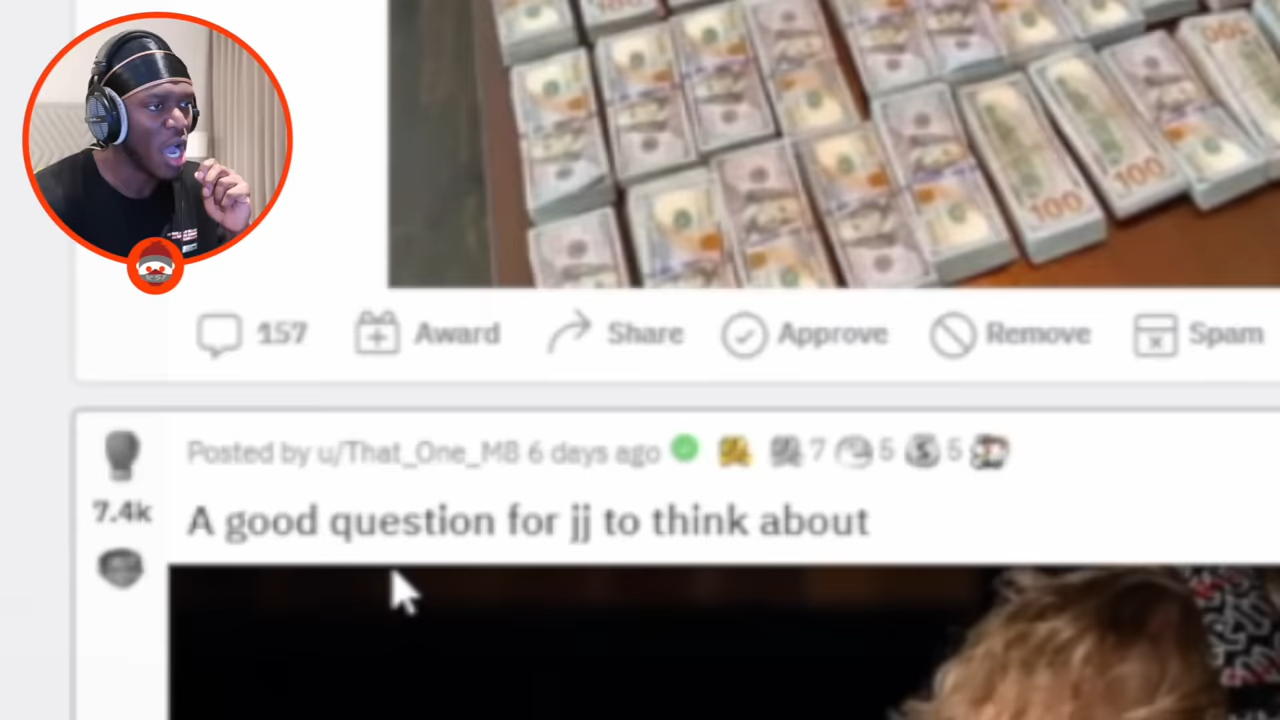 100
100
157 Award Share Approve Remove Spam
Posted by u/That_One_M8 6 days ago 7 5 5
7.4k
A good question for jj to think about